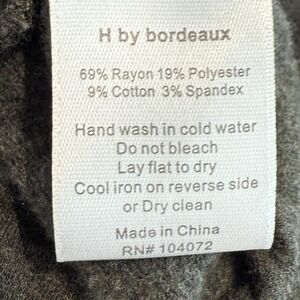 H by bordeaux
69% Rayon 19% Polyester
9% Cotton 3% Spandex
Hand wash in cold water
Do not bleach
Lay flat to dry
Cool iron on reverse side
or Dry clean
Made in China
RN# 104072